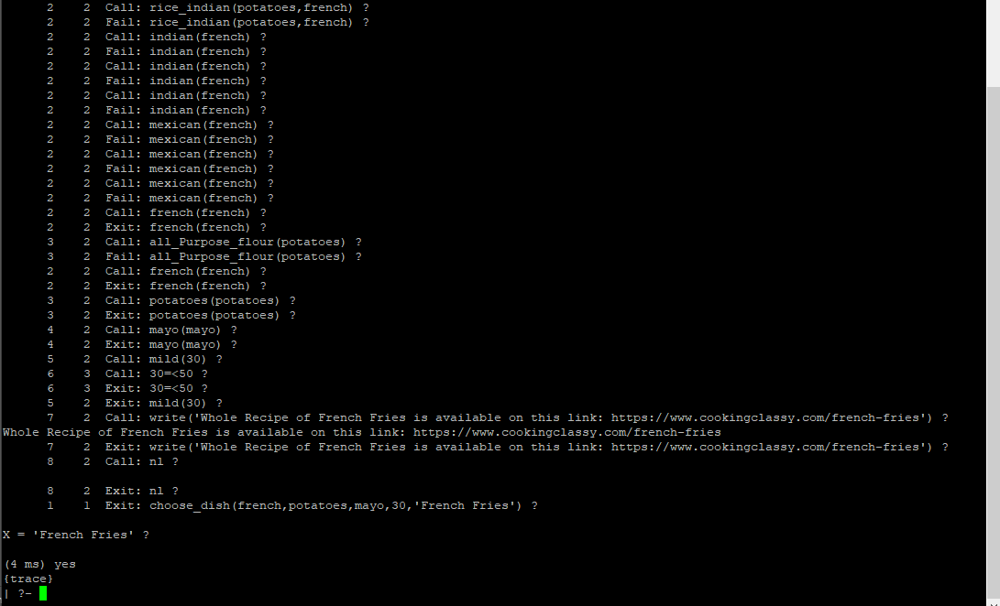 2 2 Call: rice_indian(potatoes,french) ?
2 2 Fail: rice_indian(potatoes,french) ?
2 2 Call: indian(french) ?
2 2 Fail: indian(french) ?
2 2 Call: indian(french) ?
2 2 Fail: indian(french) ?
2 2 Call: indian(french) ?
2 2 Fail: indian(french) ?
2 2 Call: mexican(french) ?
2 2 Fail: mexican(french) ?
2 2 Call: mexican(french) ?
2 2 Fail: mexican(french) ?
2 2 Call: mexican(french) ?
2 2 Fail: mexican(french) ?
2 2 Call: french(french) ?
2 2 Exit: french(french) ?
3 2 Call: all_Purpose_flour(potatoes) ?
3 2 Fail: all_Purpose_flour(potatoes) ?
2 2 Call: french(french) ?
2 2 Exit: french(french) ?
3 2 Call: potatoes(potatoes) ?
3 2 Exit: potatoes(potatoes) ?
4 2 Call: mayo(mayo) ?
4 2 Exit: mayo(mayo) ?
5 2 Call: mild(30) ?
6 3 Call: 30=<50 ?
6 3 Exit: 30=<50 ?
5 2 Exit: mild(30) ?
7 2 Call: write('Whole Recipe of French Fries is available on this link: https://www.cookingclassy.com/french-fries') ?
Whole Recipe of French Fries is available on this link: https://www.cookingclassy.com/french-fries
7 2 Exit: write('Whole Recipe of French Fries is available on this link: https://www.cookingclassy.com/french-fries') ?
8 2 Call: nl ?
8 2 Exit: nl ?
1 1 Exit: choose_dish(french,potatoes,mayo,30,'French Fries') ?
X = 'French Fries' ?
(4 ms) yes
{trace}
| ?-